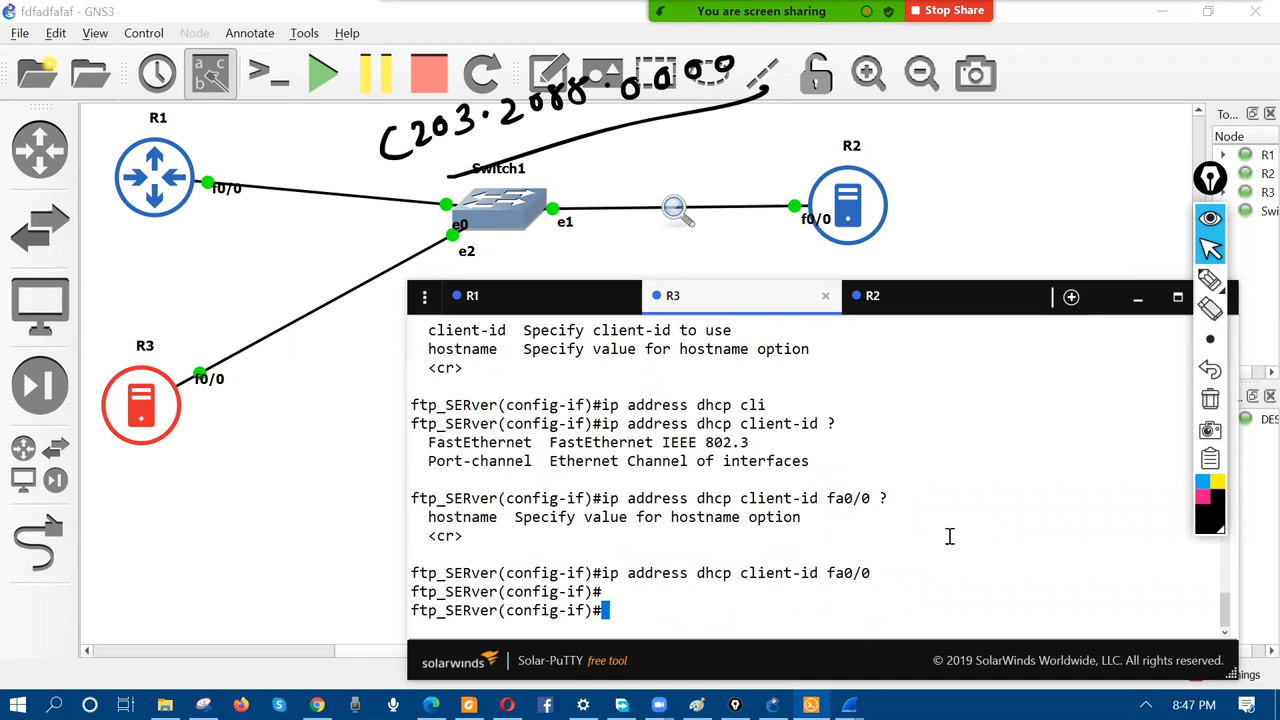 fdfadfafaf - GNS3
You are screen sharing
Stop Share
File Edit View Control Node Annotate Tools Help
C203.2088.0000
R1
f0/0
Switch1
e0
e1
e2
R2
f0/0
R3
f0/0
To...
Node
R1
R2
R3
Swi
R1
R3
R2
client-id Specify client-id to use
hostname Specify value for hostname option
<cr>
ftp_SERver(config-if)#ip address dhcp cli
ftp_SERver(config-if)#ip address dhcp client-id ?
FastEthernet FastEthernet IEEE 802.3
Port-channel Ethernet Channel of interfaces
ftp_SERver(config-if)#ip address dhcp client-id fa0/0 ?
hostname Specify value for hostname option
<cr>
ftp_SERver(config-if)#ip address dhcp client-id fa0/0
ftp_SERver(config-if)#
ftp_SERver(config-if)#
solarwinds Solar-PuTTY free tool
© 2019 SolarWinds Worldwide, LLC. All rights reserved.
DES
8:47 PM